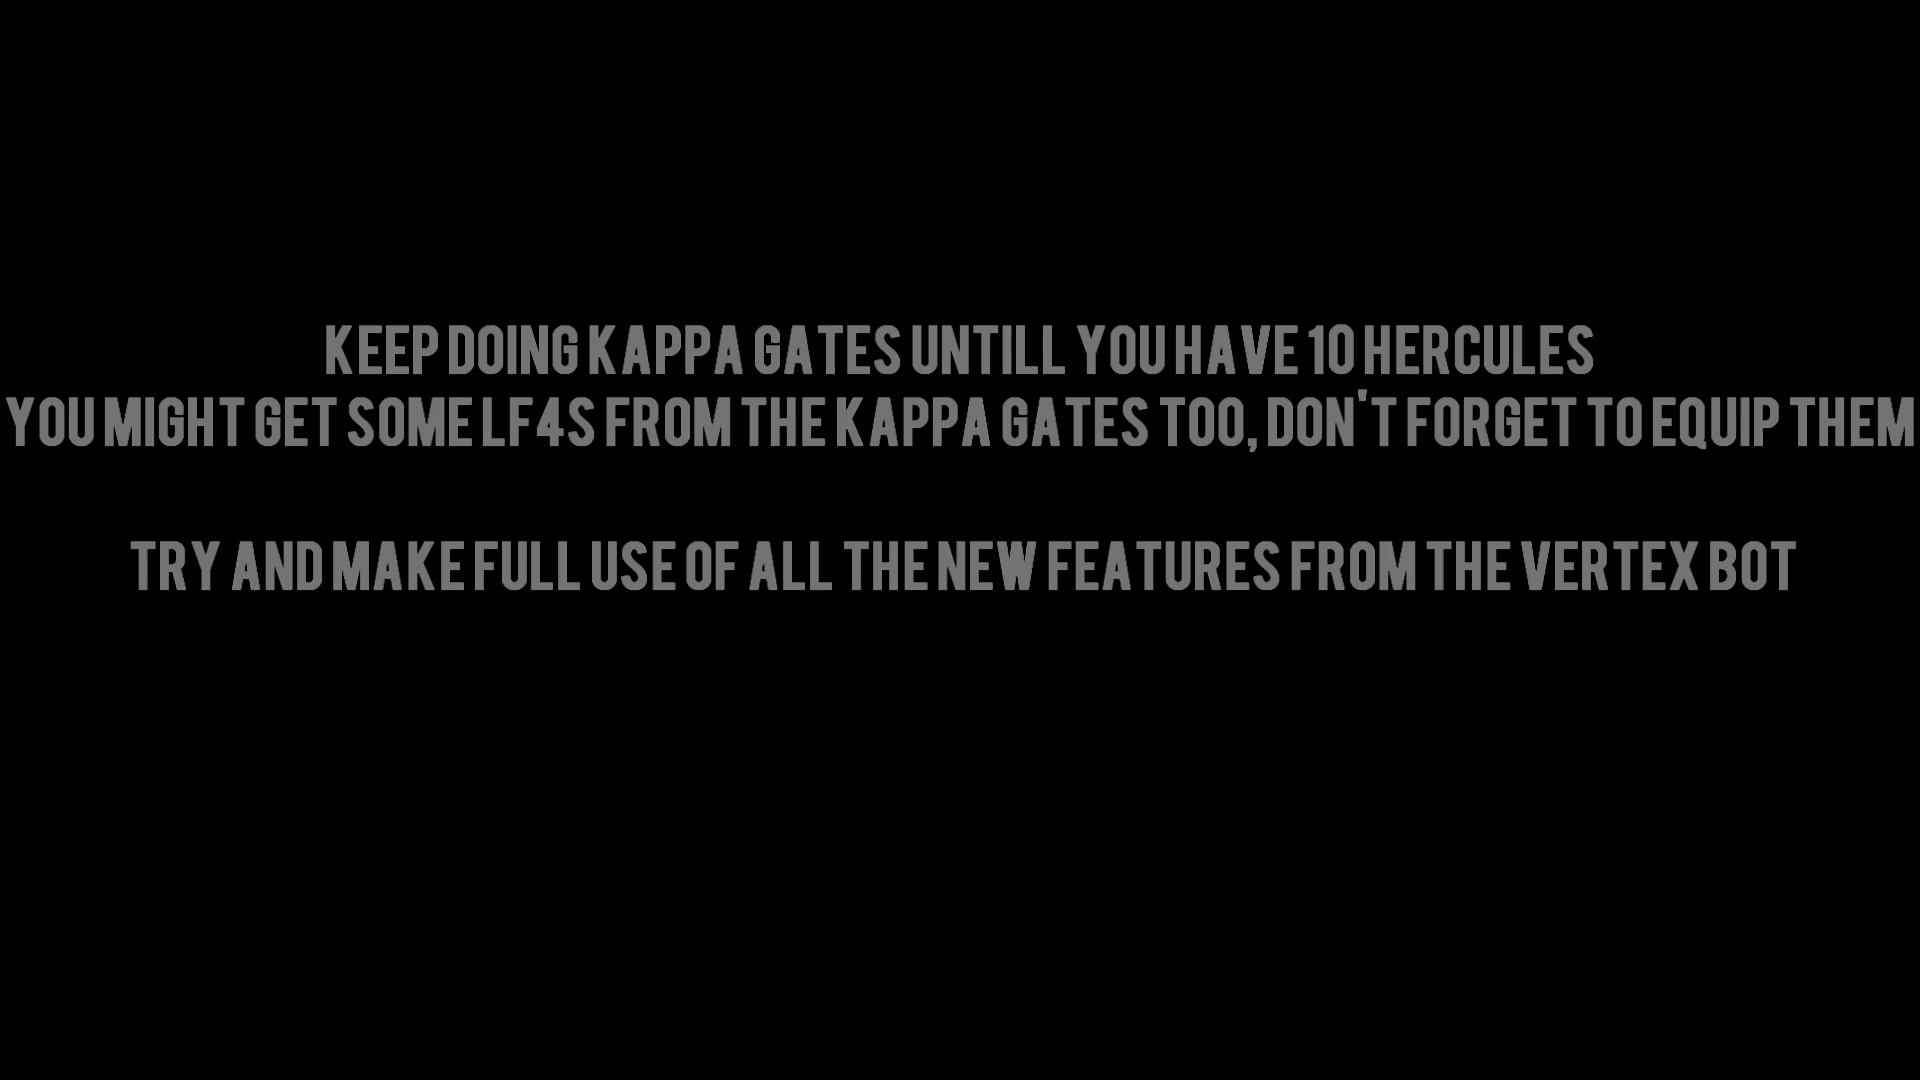 KEEP DOING KAPPA GATES UNTILL YOU HAVE 10 HERCULES
YOU MIGHT GET SOME LF4S FROM THE KAPPA GATES TOO, DON'T FORGET TO EQUIP THEM
TRY AND MAKE FULL USE OF ALL THE NEW FEATURES FROM THE VERTEX BOT